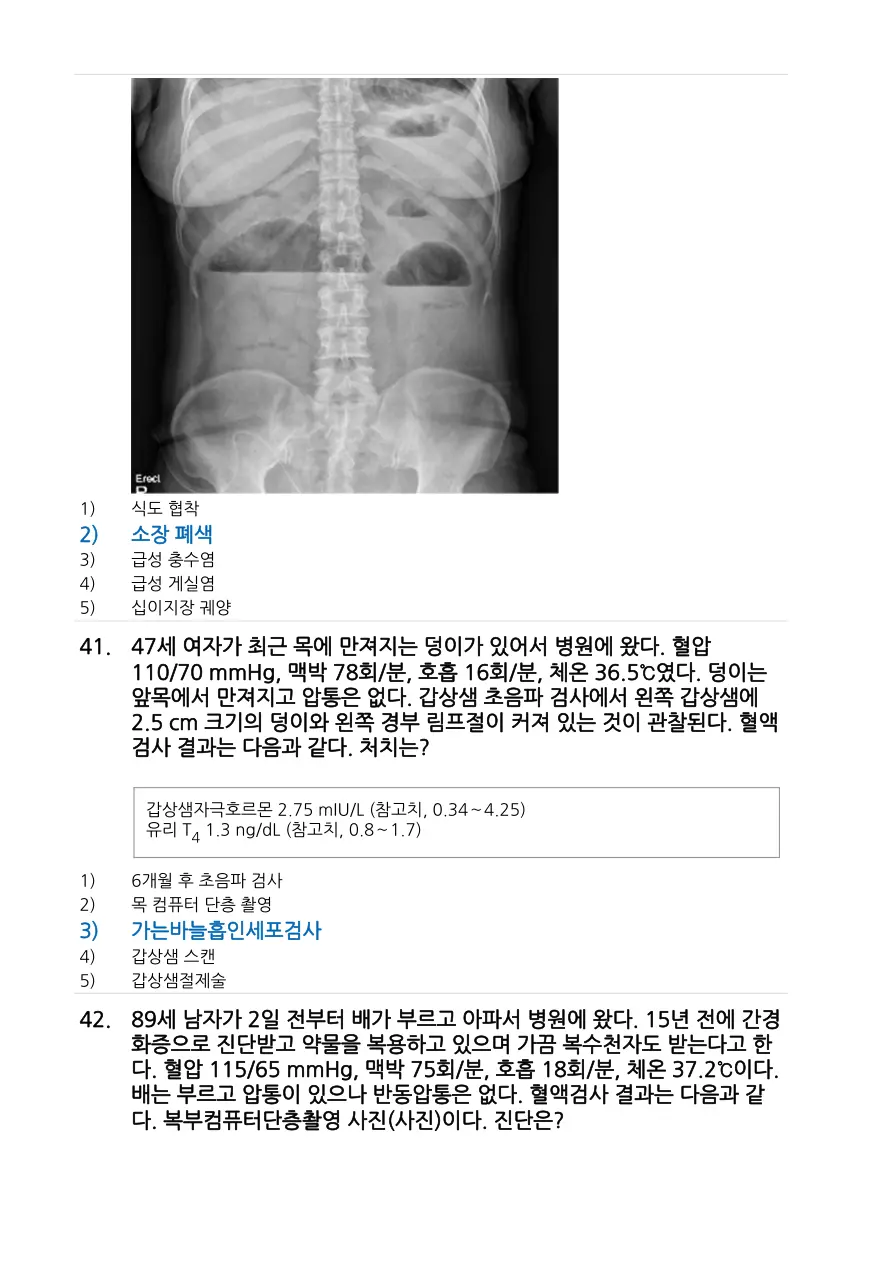 Erect
1) 식도 협착
2) 소장 폐색
3) 급성 충수염
4) 급성 게실염
5) 십이지장 궤양
41. 47세 여자가 최근 목에 만져지는 덩이가 있어서 병원에 왔다. 혈압
110/70 mmHg, 맥박 78회/분, 호흡 16회/분, 체온 36.5℃였다. 덩이는
앞목에서 만져지고 압통은 없다. 갑상샘 초음파 검사에서 왼쪽 갑상샘에
2.5 cm 크기의 덩이와 왼쪽 경부 림프절이 커져 있는 것이 관찰된다. 혈액
검사 결과는 다음과 같다. 처치는?
갑상샘자극호르몬 2.75 mIU/L (참고치, 0.34~4.25)
유리 T4 1.3 ng/dL (참고치, 0.8~1.7)
1) 6개월 후 초음파 검사
2) 목 컴퓨터 단층 촬영
3) 가는바늘흡인세포검사
4) 갑상샘 스캔
5) 갑상샘절제술
42. 89세 남자가 2일 전부터 배가 부르고 아파서 병원에 왔다. 15년 전에 간경
화증으로 진단받고 약물을 복용하고 있으며 가끔 복수천자도 받는다고 한
다. 혈압 115/65 mmHg, 맥박 75회/분, 호흡 18회/분, 체온 37.2℃이다.
배는 부르고 압통이 있으나 반동압통은 없다. 혈액검사 결과는 다음과 같
다. 복부컴퓨터단층촬영 사진(사진)이다. 진단은?